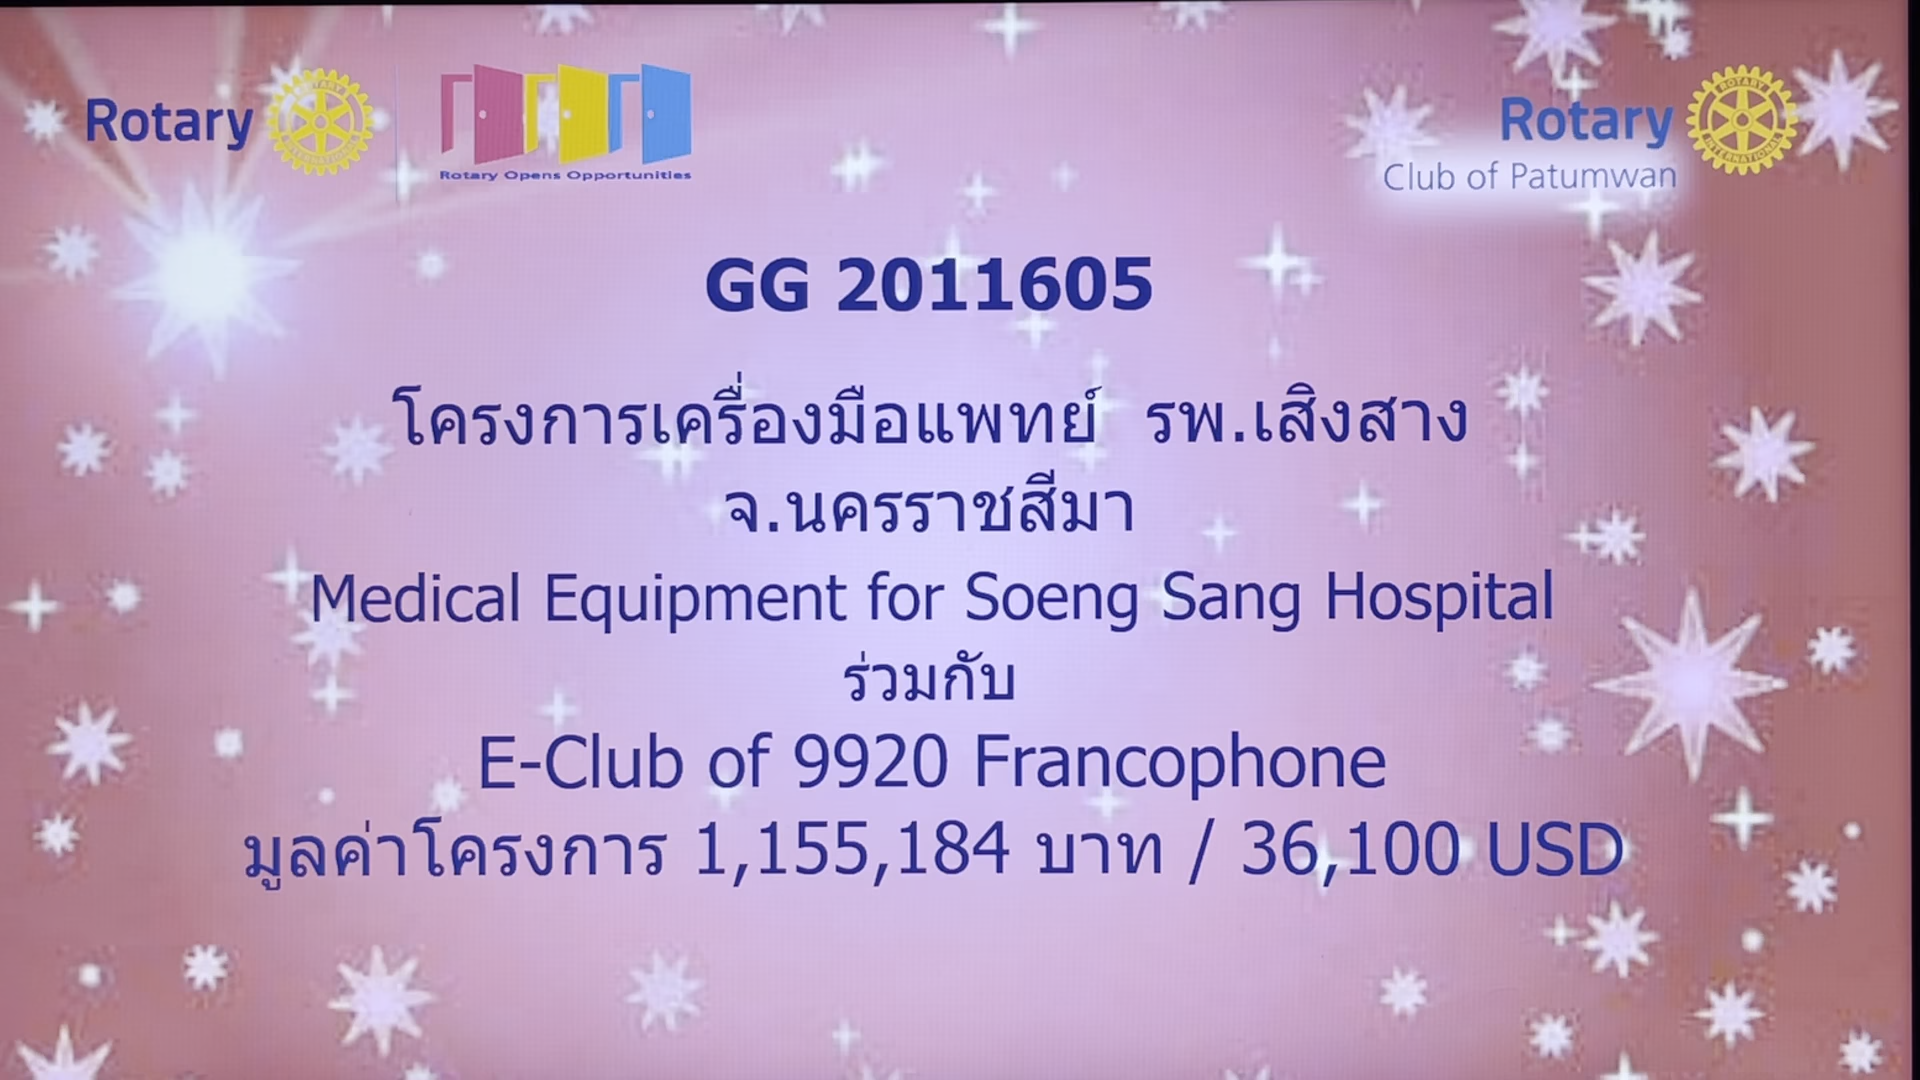 Rotary
Rotary Opens Opportunities
Rotary
Club of Patumwan
GG 2011605
โครงการเครื่องมือแพทย์ รพ.เสิงสาง
จ.นครราชสีมา
Medical Equipment for Soeng Sang Hospital
ร่วมกับ
E-Club of 9920 Francophone
มูลค่าโครงการ 1,155,184 บาท / 36,100 USD
ROTARY
INTERNATIONAL
ROTARY
INTERNATIONAL